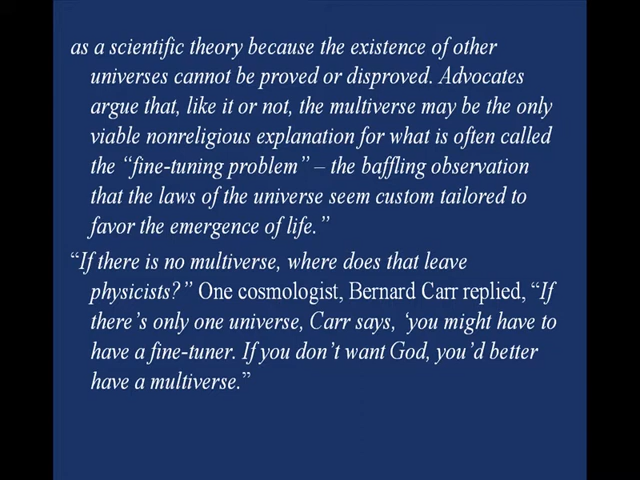 as a scientific theory because the existence of other
universes cannot be proved or disproved. Advocates
argue that, like it or not, the multiverse may be the only
viable nonreligious explanation for what is often called
the “fine-tuning problem” – the baffling observation
that the laws of the universe seem custom tailored to
favor the emergence of life.”
“If there is no multiverse, where does that leave
physicists?” One cosmologist, Bernard Carr replied, “If
there’s only one universe, Carr says, ‘you might have to
have a fine-tuner. If you don’t want God, you’d better
have a multiverse.”